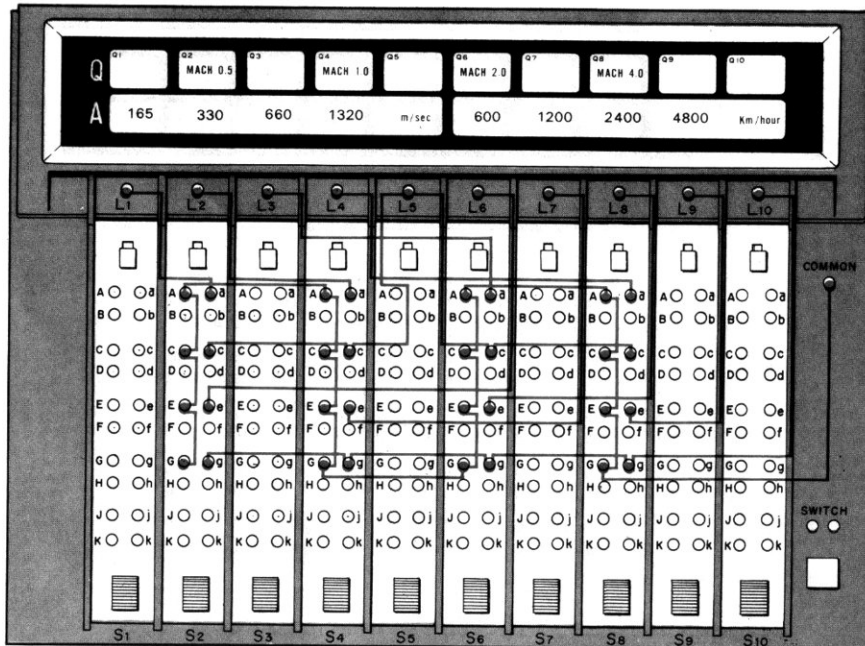 Q Q1 Q2 MACH 0.5 Q3 Q4 MACH 1.0 Q5 Q6 MACH 2.0 Q7 Q8 MACH 4.0 Q9 Q10
A 165 330 660 1320 m/sec 600 1200 2400 4800 Km/hour
L1 L2 L3 L4 L5 L6 L7 L8 L9 L10
COMMON
A a A a A a A a A a A a A a A a A a A a
B b B b B b B b B b B b B b B b B b B b
C c C c C c C c C c C c C c C c C c C c
D d D d D d D d D d D d D d D d D d D d
E e E e E e E e E e E e E e E e E e E e
F f F f F f F f F f F f F f F f F f F f
G g G g G g G g G g G g G g G g G g G g
H h H h H h H h H h H h H h H h H h H h
SWITCH
J j J j J j J j J j J j J j J j J j J j
K k K k K k K k K k K k K k K k K k K k
S1 S2 S3 S4 S5 S6 S7 S8 S9 S10